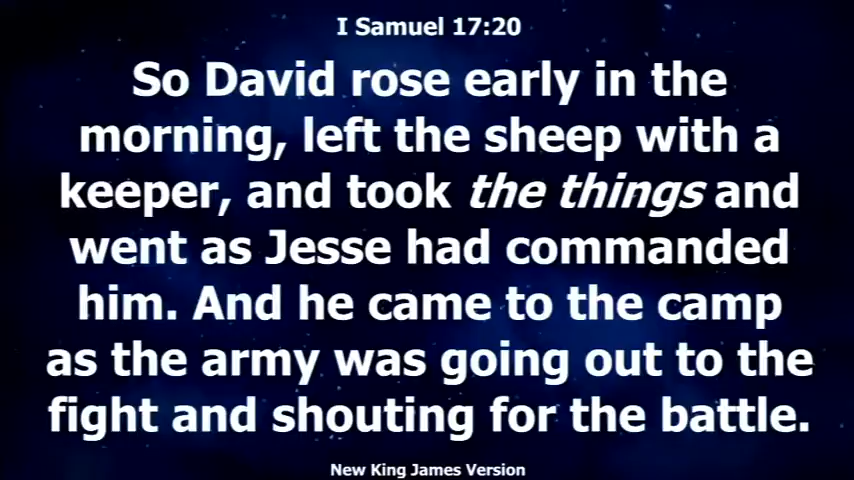 I Samuel 17:20
So David rose early in the
morning, left the sheep with a
keeper, and took the things and
went as Jesse had commanded
him. And he came to the camp
as the army was going out to the
fight and shouting for the battle.
New King James Version